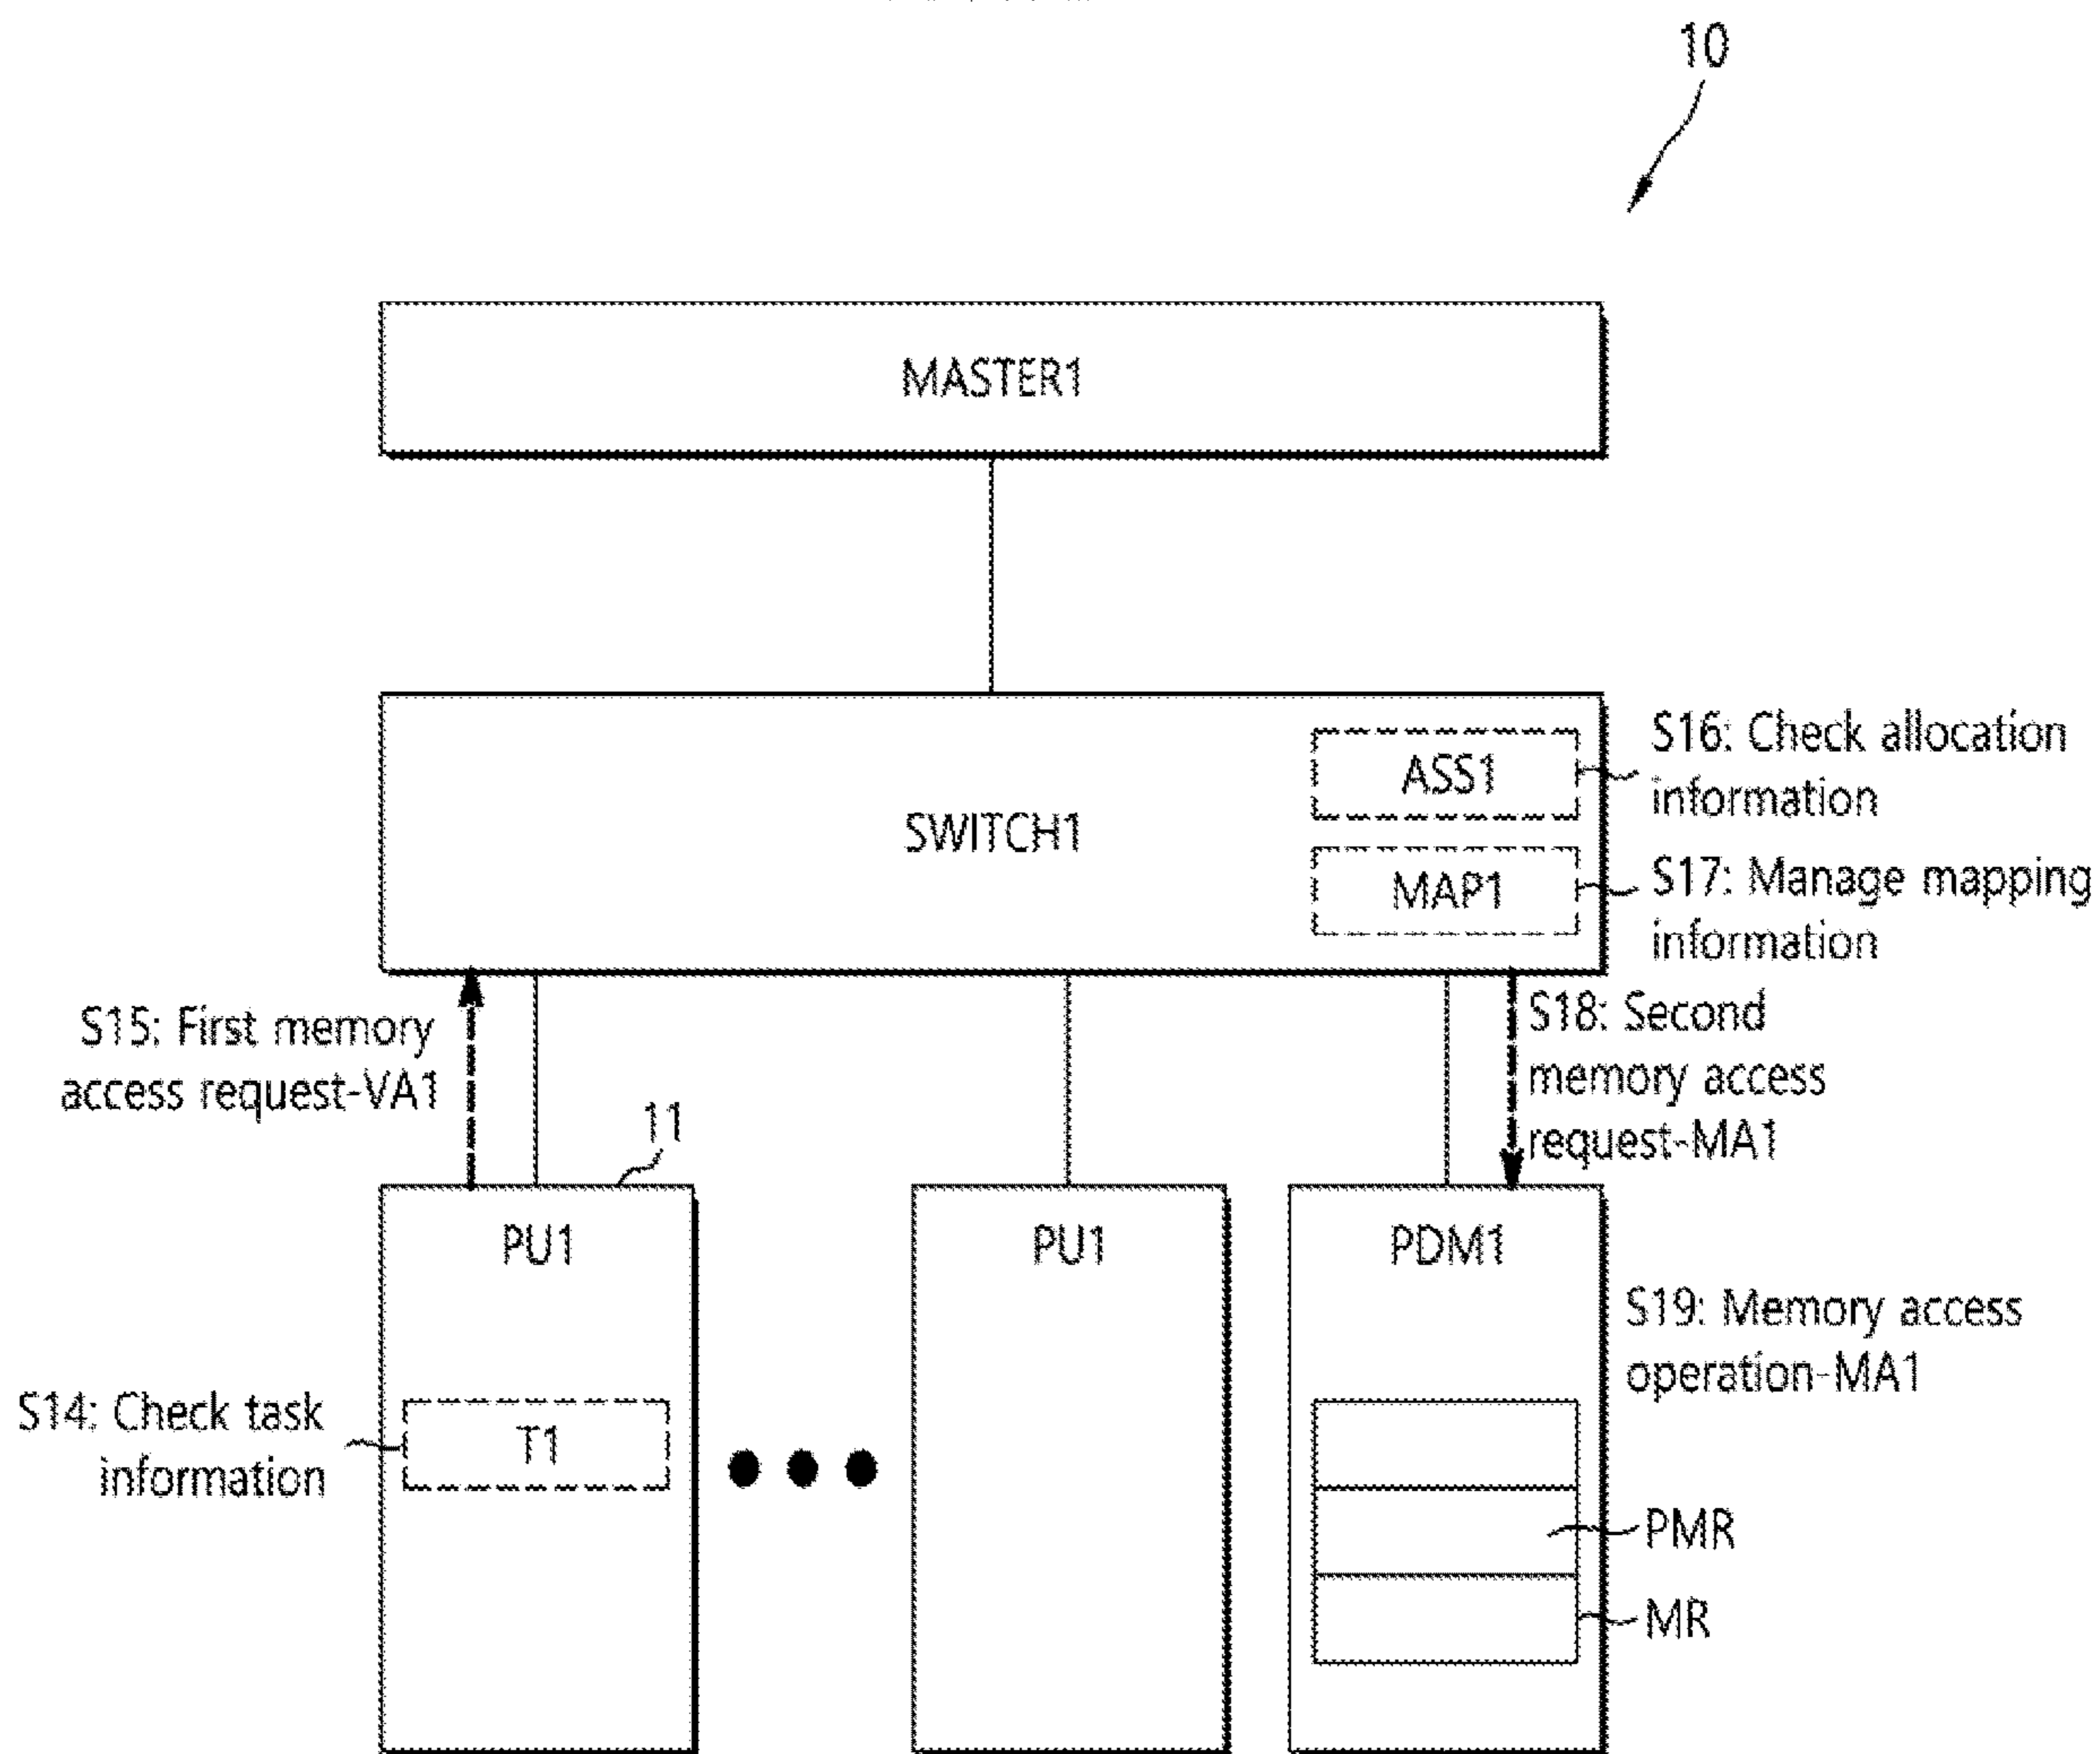 10
MASTER1
ASS1
S16: Check allocation
information
SWITCH1
MAP1
S17: Manage mapping
information
S15: First memory
access request-VA1
S18: Second
memory access
request-MA1
11
PU1
PU1
PDM1
S19: Memory access
operation-MA1
S14: Check task
information
T1
PMR
MR